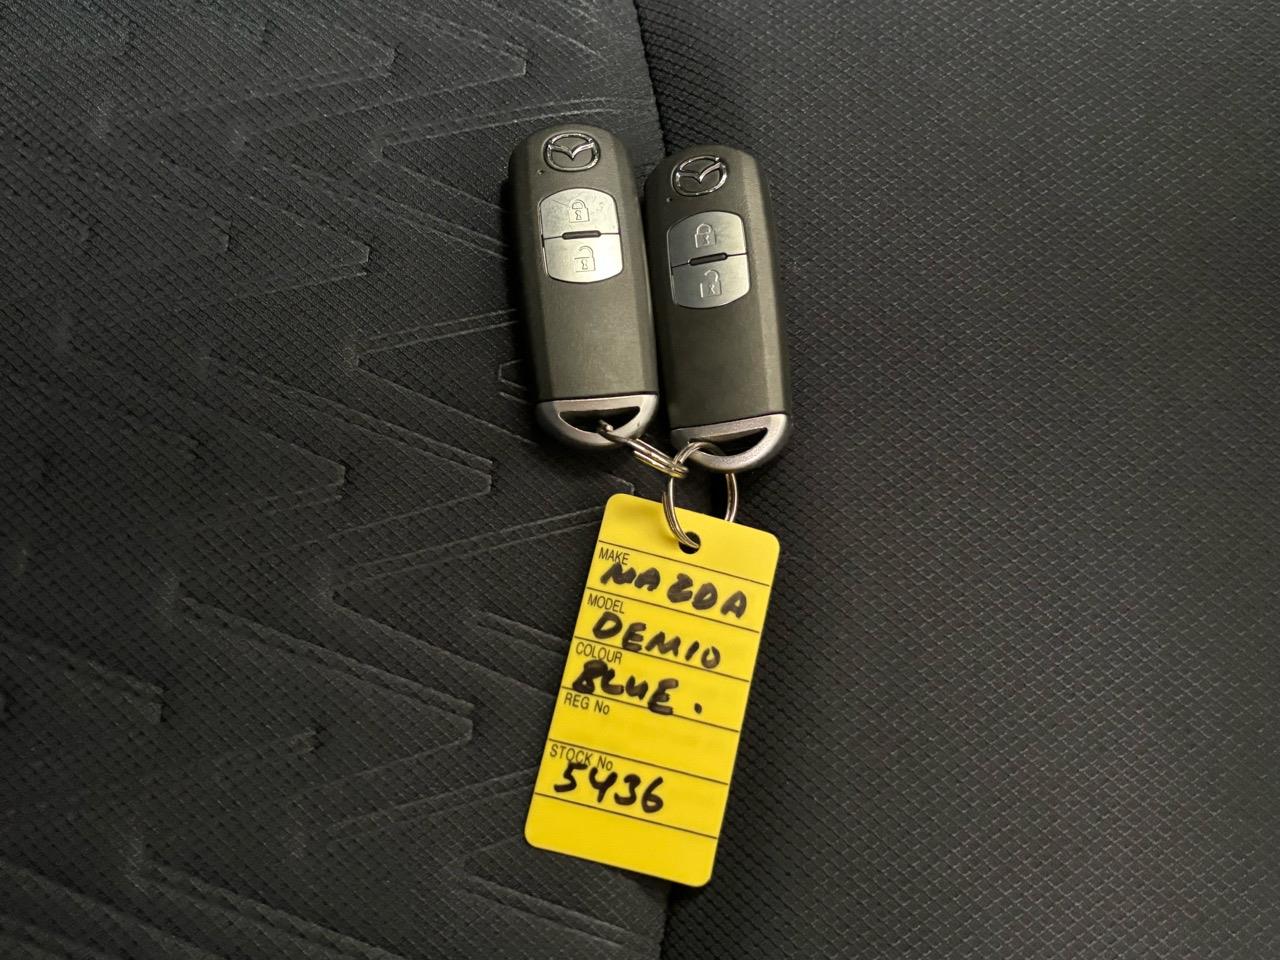 MAKE
MAZDA
MODEL
DEMIO
COLOUR
BLUE.
REG No
STOCK No
5436